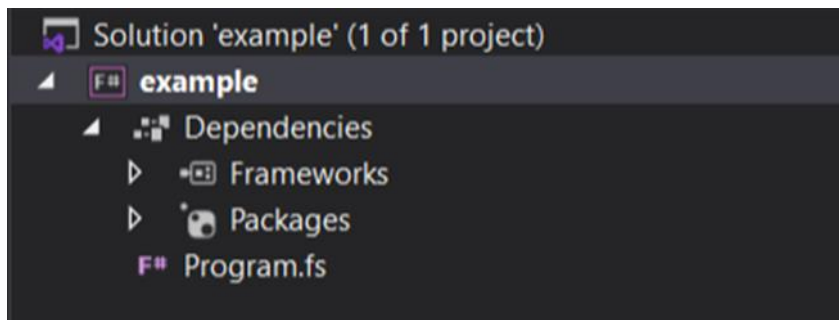 Solution 'example' (1 of 1 project)
F# example
Dependencies
Frameworks
Packages
F# Program.fs